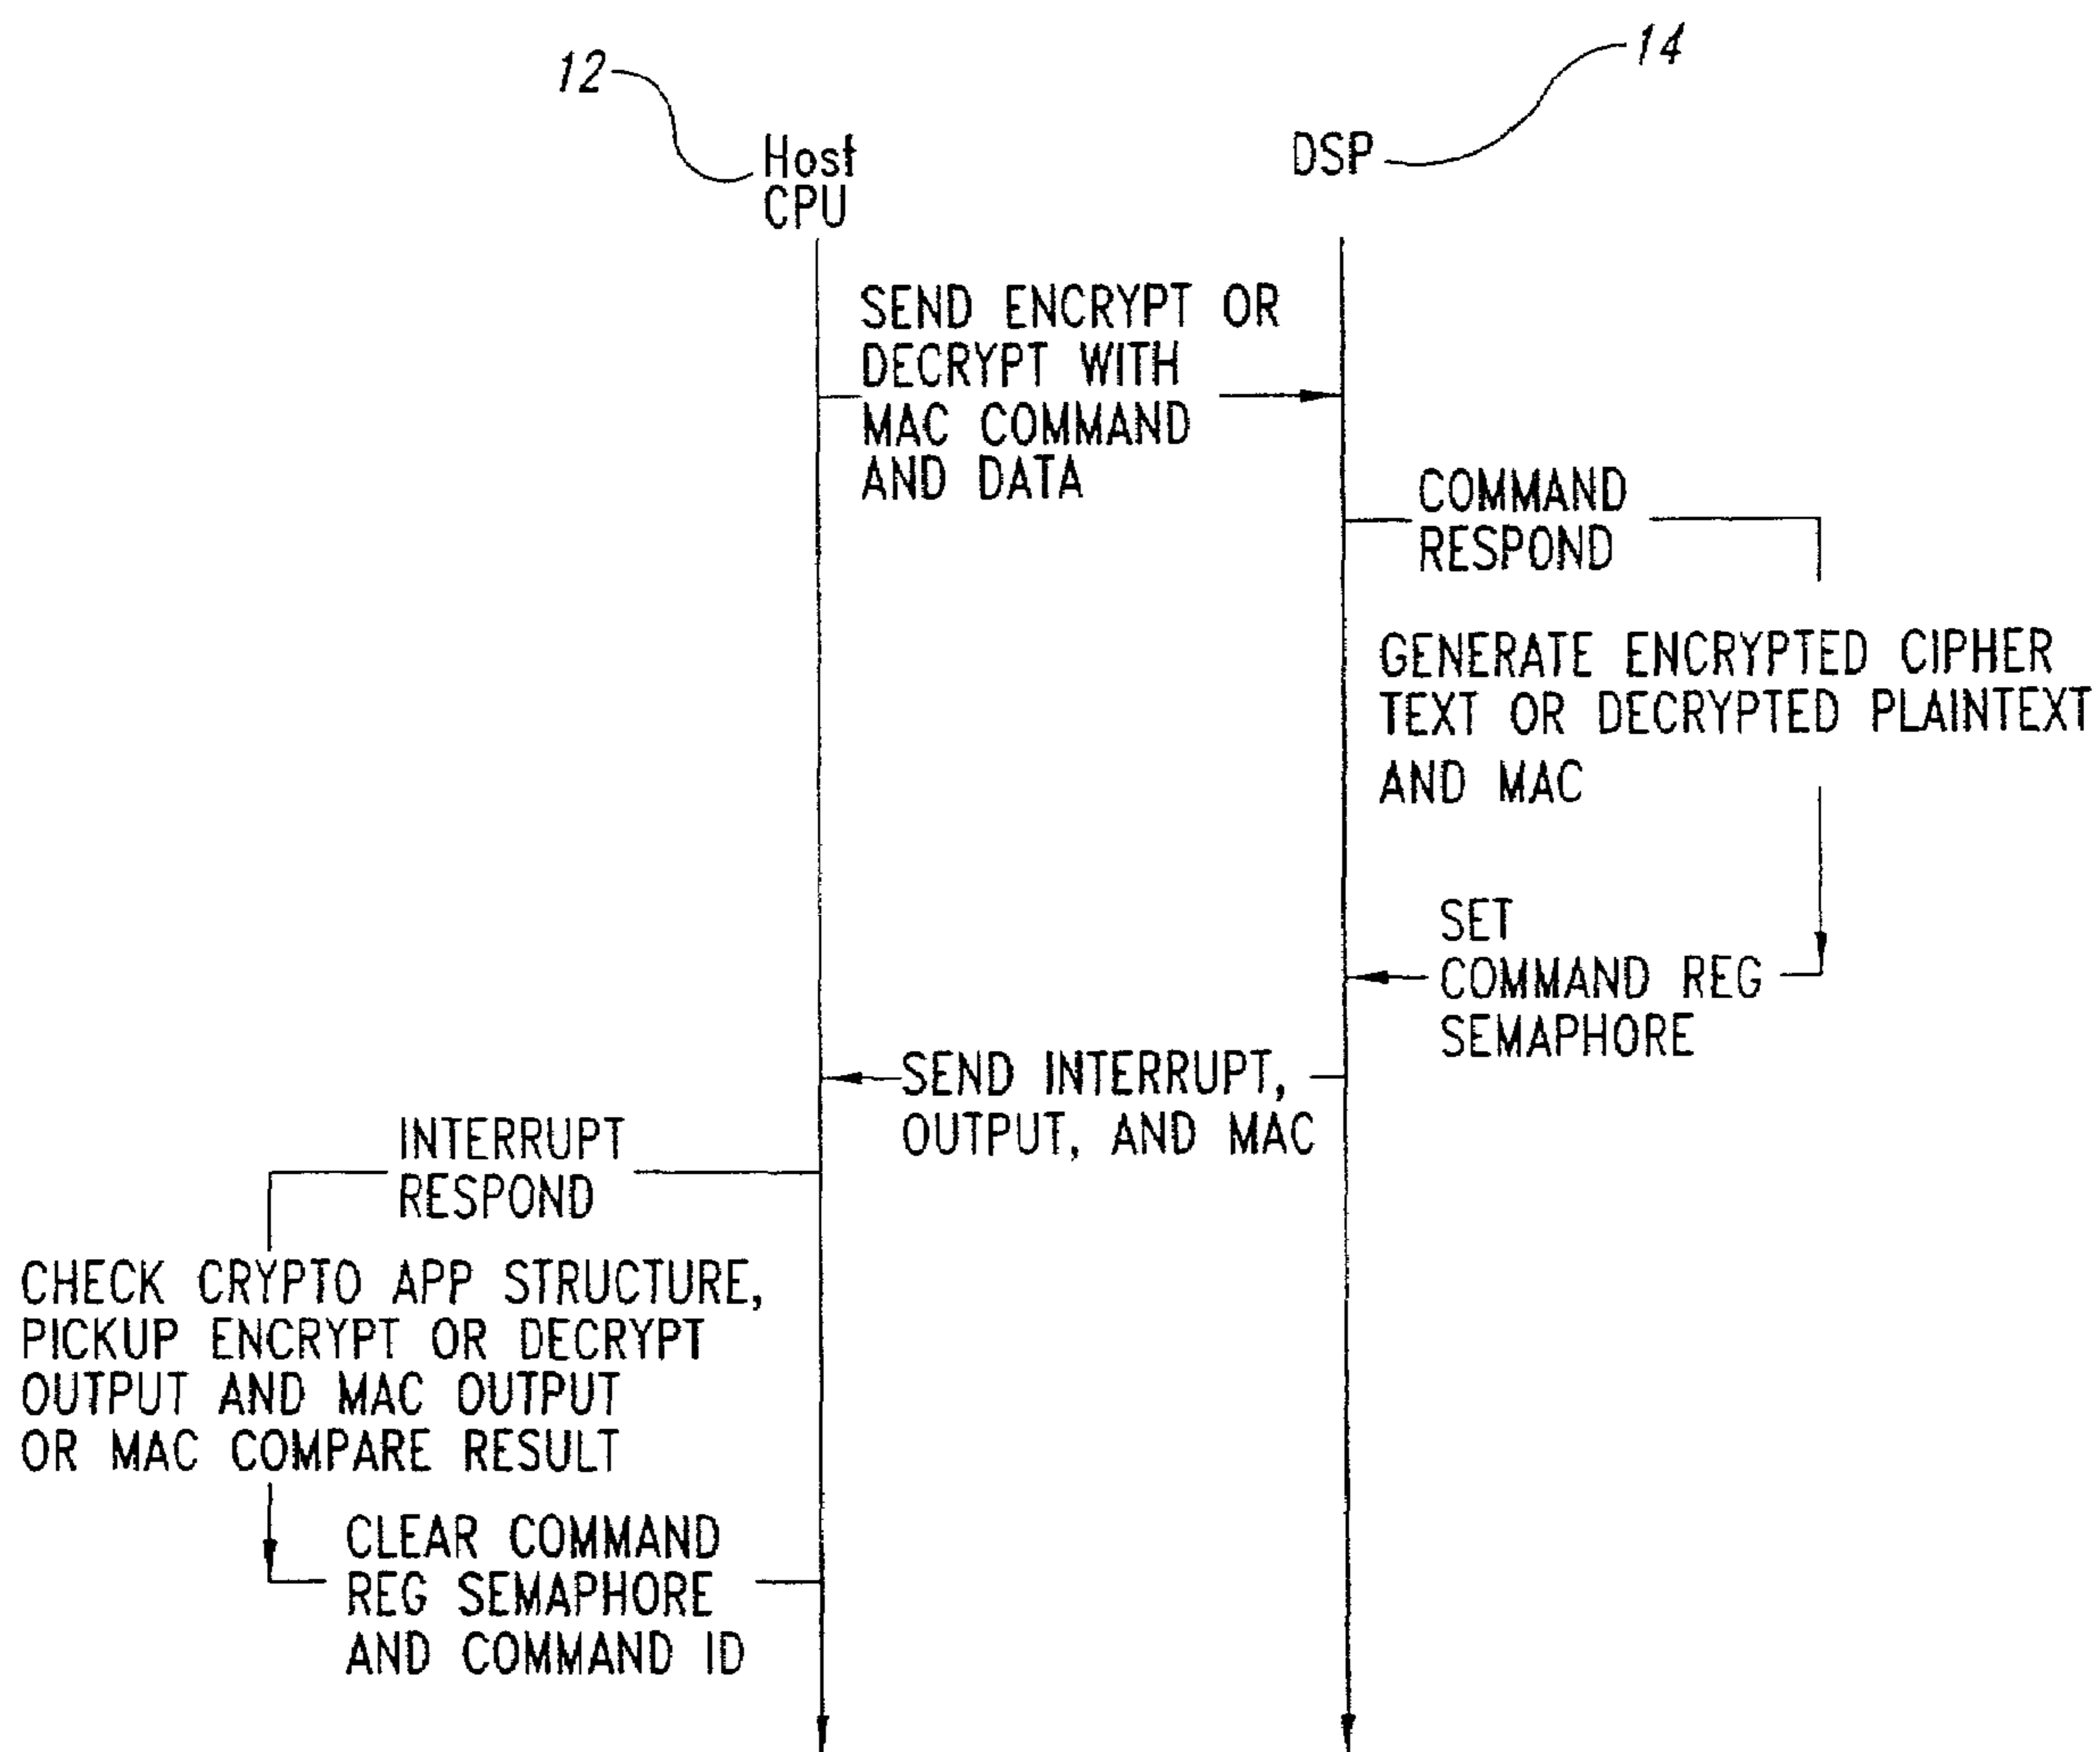 12
14
Host
CPU
DSP
SEND ENCRYPT OR
DECRYPT WITH
MAC COMMAND
AND DATA
COMMAND
RESPOND
GENERATE ENCRYPTED CIPHER
TEXT OR DECRYPTED PLAINTEXT
AND MAC
SET
COMMAND REG
SEMAPHORE
SEND INTERRUPT,
OUTPUT, AND MAC
INTERRUPT
RESPOND
CHECK CRYPTO APP STRUCTURE,
PICKUP ENCRYPT OR DECRYPT
OUTPUT AND MAC OUTPUT
OR MAC COMPARE RESULT
CLEAR COMMAND
REG SEMAPHORE
AND COMMAND ID